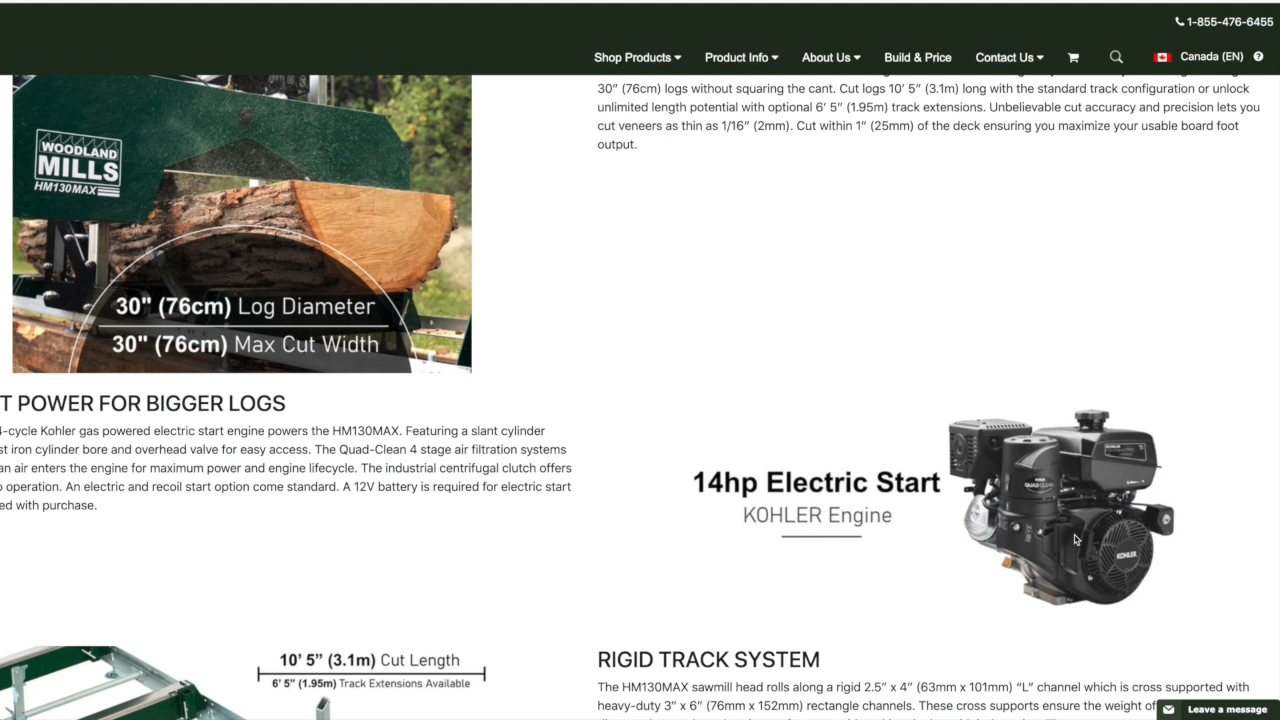 1-855-476-6455
Shop Products Product Info About Us Build & Price Contact Us Canada (EN) ?
30” (76cm) logs without squaring the cant. Cut logs 10’ 5” (3.1m) long with the standard track configuration or unlock
unlimited length potential with optional 6’ 5” (1.95m) track extensions. Unbelievable cut accuracy and precision lets you
cut veneers as thin as 1/16” (2mm). Cut within 1” (25mm) of the deck ensuring you maximize your usable board foot
output.
WOODLAND
MILLS
HM130MAX
30" (76cm) Log Diameter
30" (76cm) Max Cut Width
T POWER FOR BIGGER LOGS
-cycle Kohler gas powered electric start engine powers the HM130MAX. Featuring a slant cylinder
st iron cylinder bore and overhead valve for easy access. The Quad-Clean 4 stage air filtration systems
an air enters the engine for maximum power and engine lifecycle. The industrial centrifugal clutch offers
operation. An electric and recoil start option come standard. A 12V battery is required for electric start
ed with purchase.
14hp Electric Start
KOHLER Engine
QUAD-CLEAN
KOHLER
10’ 5” (3.1m) Cut Length
6’ 5” (1.95m) Track Extensions Available
RIGID TRACK SYSTEM
The HM130MAX sawmill head rolls along a rigid 2.5” x 4” (63mm x 101mm) “L” channel which is cross supported with
heavy-duty 3” x 6” (76mm x 152mm) rectangle channels. These cross supports ensure the weight of
Leave a message